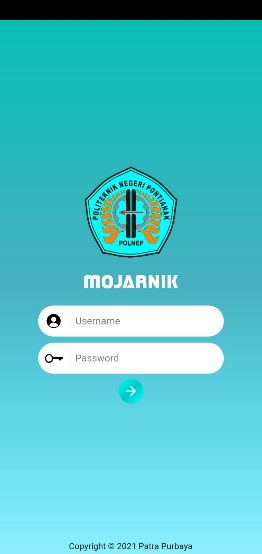 POLITEKNIK NEGERI PONTIANAK
POLNEP
MOJARNIK
Username
Password
Copyright © 2021 Patra Purbaya